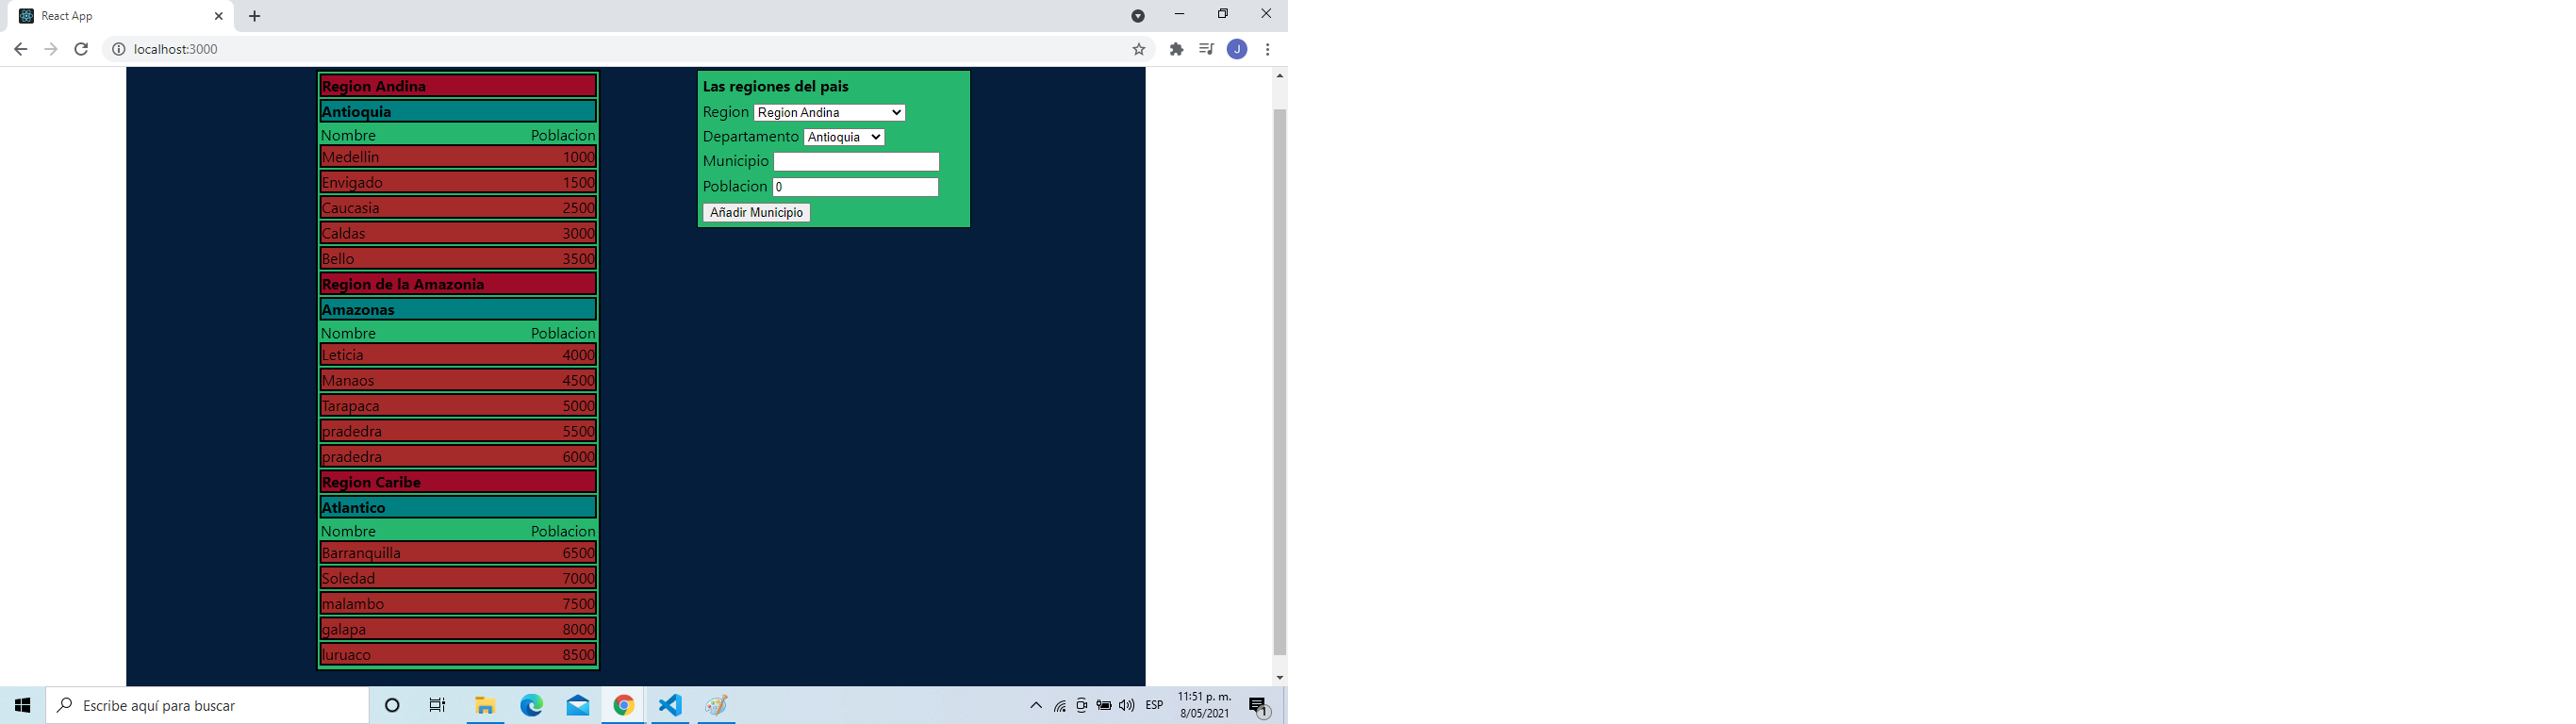 React App
localhost:3000
Region Andina
Antioquia
Nombre Poblacion
Medellin 1000
Envigado 1500
Caucasia 2500
Caldas 3000
Bello 3500
Region de la Amazonia
Amazonas
Nombre Poblacion
Leticia 4000
Manaos 4500
Tarapaca 5000
pradedra 5500
pradedra 6000
Region Caribe
Atlantico
Nombre Poblacion
Barranquilla 6500
Soledad 7000
malambo 7500
galapa 8000
luruaco 8500
Las regiones del pais
Region Region Andina
Departamento Antioquia
Municipio
Poblacion 0
Añadir Municipio
J
Escribe aquí para buscar
ESP
11:51 p. m.
8/05/2021
1